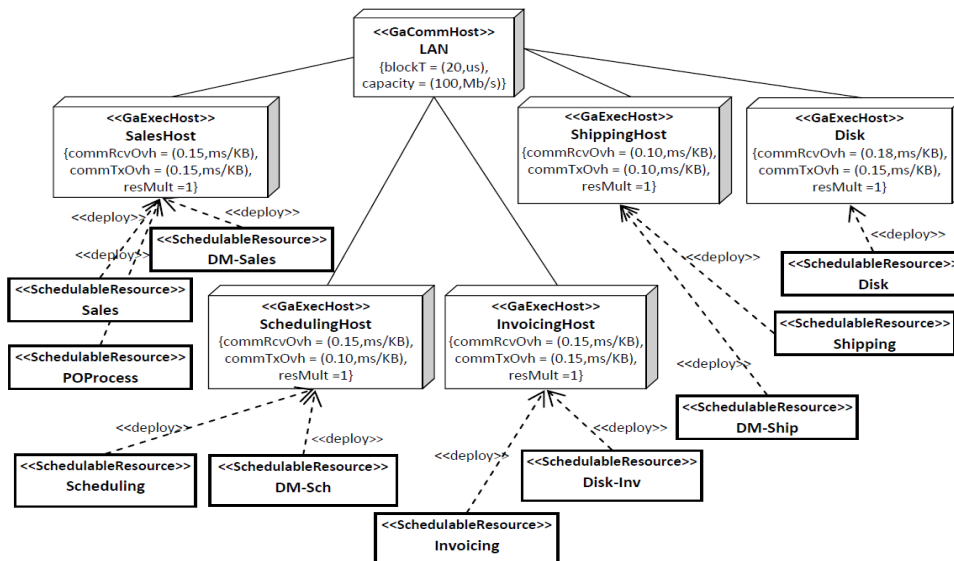 <<GaCommHost>>
LAN
{blockT = (20,us),
capacity = (100,Mb/s)}
<<GaExecHost>>
SalesHost
{commRcvOvh = (0.15,ms/KB),
commTxOvh = (0.15,ms/KB),
resMult =1}
<<GaExecHost>>
ShippingHost
{commRcvOvh = (0.10,ms/KB),
commTxOvh = (0.10,ms/KB),
resMult =1}
<<GaExecHost>>
Disk
{commRcvOvh = (0.18,ms/KB),
commTxOvh = (0.15,ms/KB),
resMult =1}
<<deploy>>
<<deploy>>
<<deploy>>
<<SchedulableResource>>
DM-Sales
<<SchedulableResource>>
Sales
<<SchedulableResource>>
POProcess
<<deploy>>
<<deploy>>
<<deploy>>
<<SchedulableResource>>
Disk
<<SchedulableResource>>
Shipping
<<SchedulableResource>>
DM-Ship
<<GaExecHost>>
SchedulingHost
{commRcvOvh = (0.15,ms/KB),
commTxOvh = (0.10,ms/KB),
resMult =1}
<<GaExecHost>>
InvoicingHost
{commRcvOvh = (0.15,ms/KB),
commTxOvh = (0.15,ms/KB),
resMult =1}
<<deploy>>
<<deploy>>
<<deploy>>
<<deploy>>
<<SchedulableResource>>
Scheduling
<<SchedulableResource>>
DM-Sch
<<SchedulableResource>>
Disk-Inv
<<SchedulableResource>>
Invoicing